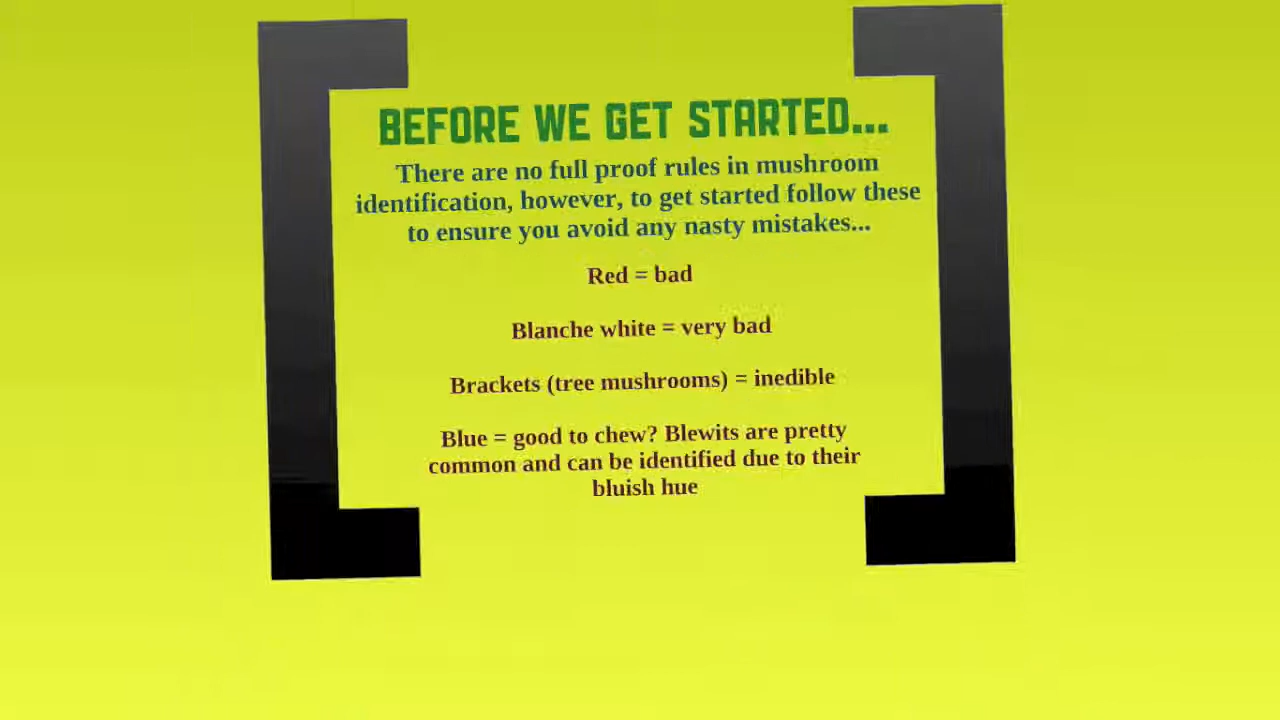 BEFORE WE GET STARTED...
There are no full proof rules in mushroom
identification, however, to get started follow these
to ensure you avoid any nasty mistakes...
Red = bad
Blanche white = very bad
Brackets (tree mushrooms) = inedible
Blue = good to chew? Blewits are pretty
common and can be identified due to their
bluish hue